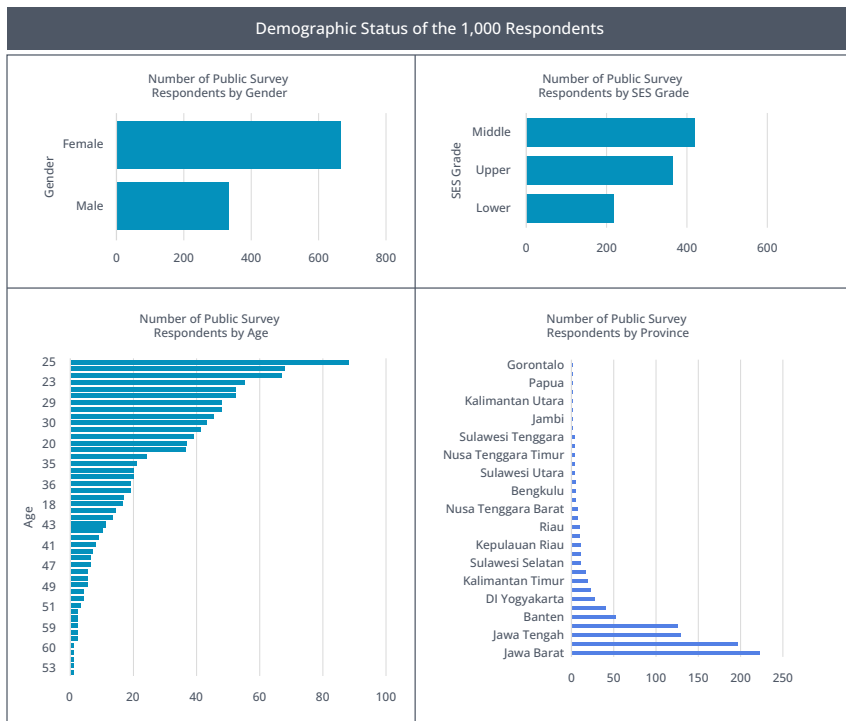 Demographic Status of the 1,000 Respondents
Number of Public Survey
Respondents by Gender
Gender
Female
Male
0 200 400 600 800
Number of Public Survey
Respondents by SES Grade
SES Grade
Middle
Upper
Lower
0 200 400 600
Number of Public Survey
Respondents by Age
Age
25
23
29
30
20
35
36
18
43
41
47
49
51
59
60
53
0 20 40 60 80 100
Number of Public Survey
Respondents by Province
Gorontalo
Papua
Kalimantan Utara
Jambi
Sulawesi Tenggara
Nusa Tenggara Timur
Sulawesi Utara
Bengkulu
Nusa Tenggara Barat
Riau
Kepulauan Riau
Sulawesi Selatan
Kalimantan Timur
DI Yogyakarta
Banten
Jawa Tengah
Jawa Barat
0 50 100 150 200 250